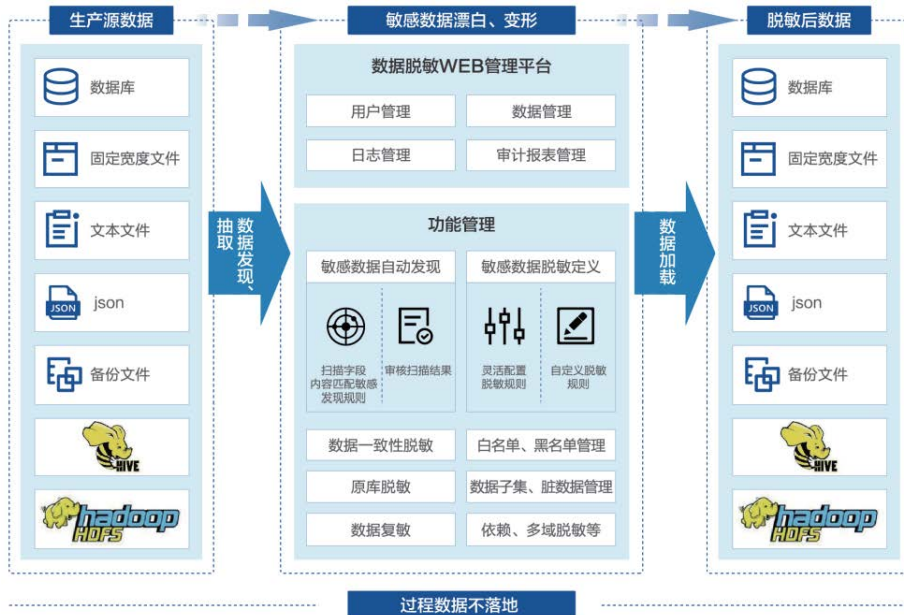 生产源数据
敏感数据漂白、变形
脱敏后数据
数据库
固定宽度文件
文本文件
JSON
json
备份文件
HIVE
hadoop
HDFS
数据发现、
抽取
数据脱敏WEB管理平台
用户管理
数据管理
日志管理
审计报表管理
功能管理
敏感数据自动发现
敏感数据脱敏定义
扫描字段
内容匹配敏感
发现规则
审核扫描结果
灵活配置
脱敏规则
自定义脱敏
规则
数据一致性脱敏
白名单、黑名单管理
原库脱敏
数据子集、脏数据管理
数据复敏
依赖、多域脱敏等
数据加载
数据库
固定宽度文件
文本文件
JSON
json
备份文件
HIVE
hadoop
HDFS
过程数据不落地